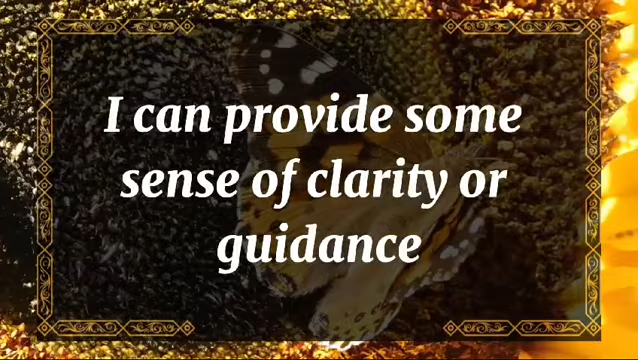 I can provide some
sense of clarity or
guidance